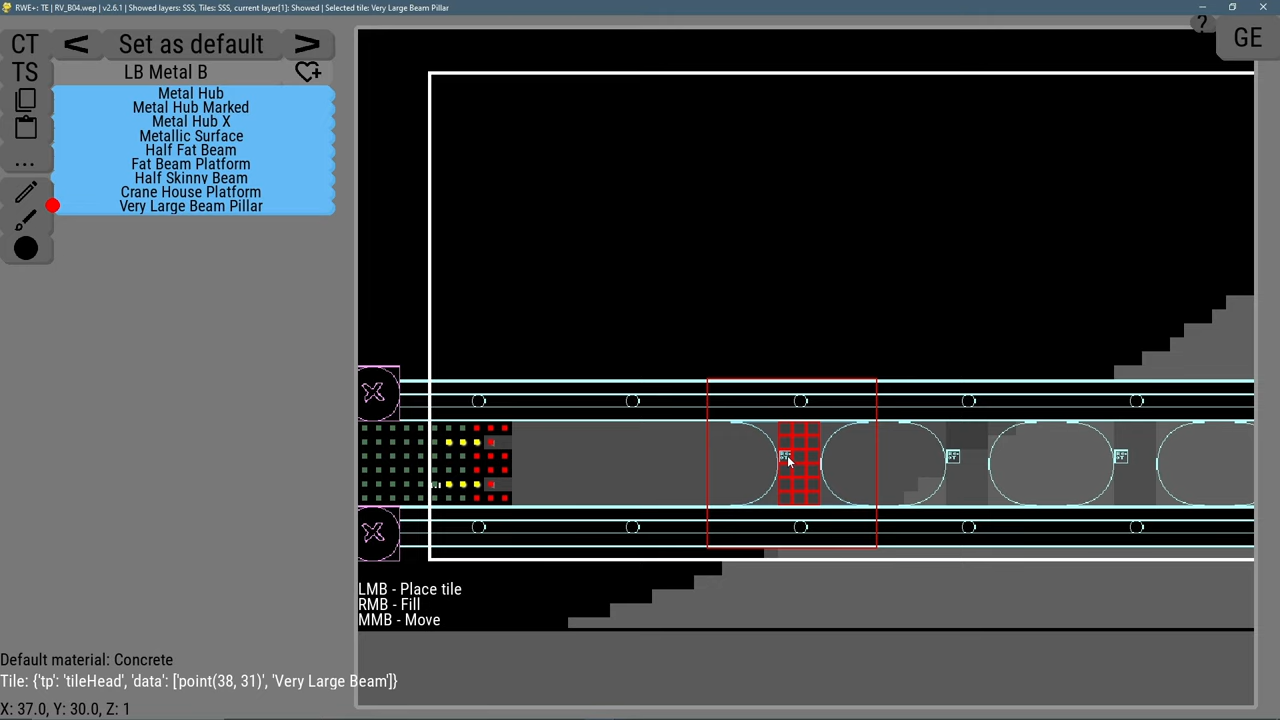 RWE+: TE | RV_B04.wep | v2.6.1 | Showed layers: SSS, Tiles: SSS, current layer[1]: Showed | Selected tile: Very Large Beam Pillar
?
CT
<
Set as default
>
GE
TS
LB Metal B
Metal Hub
Metal Hub Marked
Metal Hub X
Metallic Surface
Half Fat Beam
...
Fat Beam Platform
Half Skinny Beam
Crane House Platform
Very Large Beam Pillar
LMB - Place tile
RMB - Fill
MMB - Move
Default material: Concrete
Tile: {'tp': 'tileHead', 'data': ['point(38, 31)', 'Very Large Beam']}
X: 37.0, Y: 30.0, Z: 1